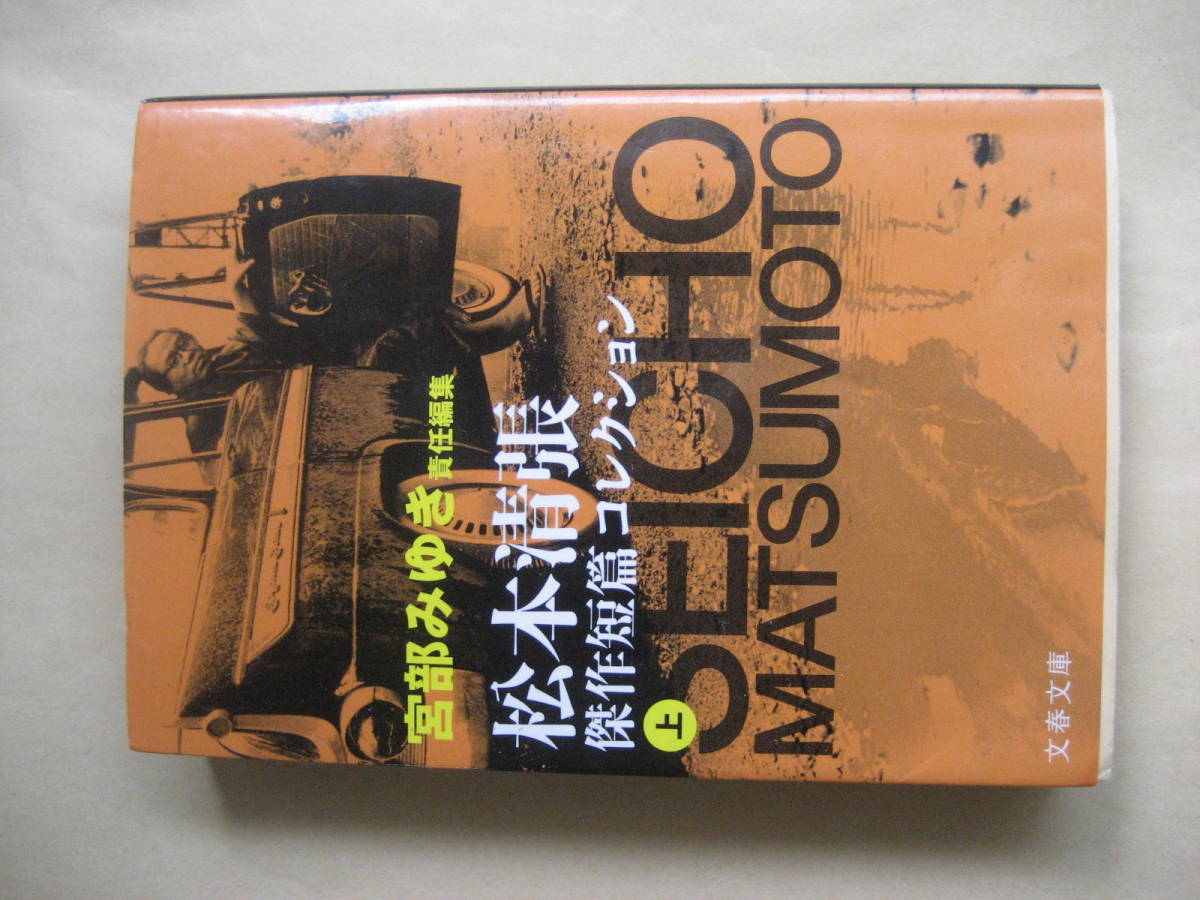 宮部みゆき 責任編集
松本清張
傑作短篇コレクション
上
SEICHO
MATSUMOTO
文春文庫